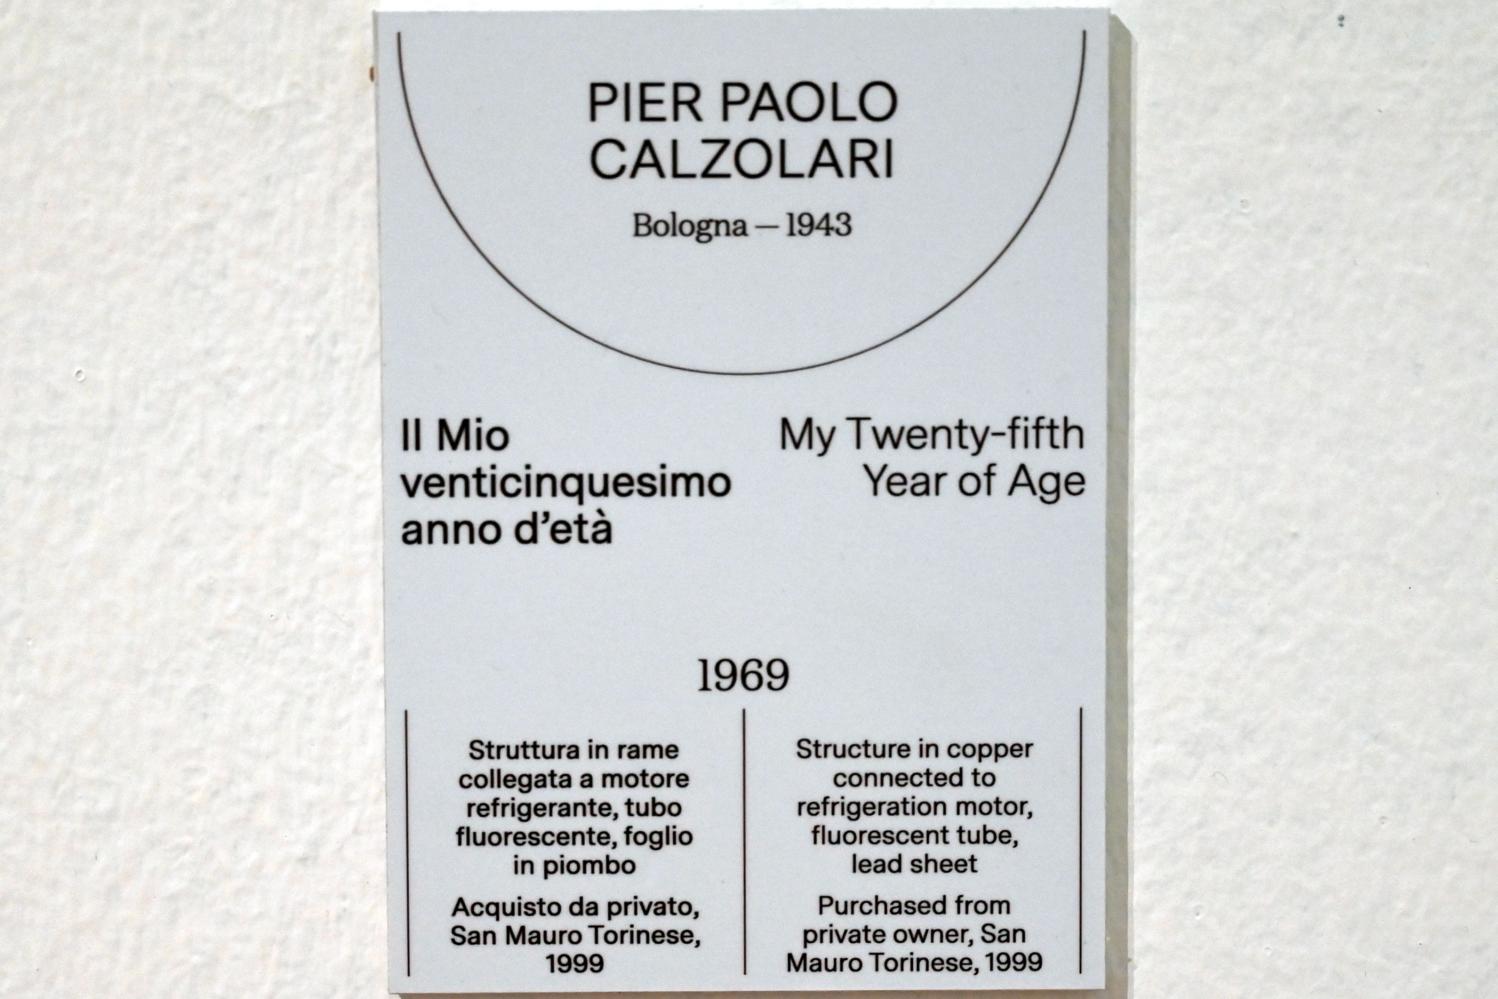 PIER PAOLO
CALZOLARI
Bologna — 1943
Il Mio
venticinquesimo
anno d'età
My Twenty-fifth
Year of Age
1969
Struttura in rame
collegata a motore
refrigerante, tubo
fluorescente, foglio
in piombo
Acquisto da privato,
San Mauro Torinese,
1999
Structure in copper
connected to
refrigeration motor,
fluorescent tube,
lead sheet
Purchased from
private owner, San
Mauro Torinese, 1999